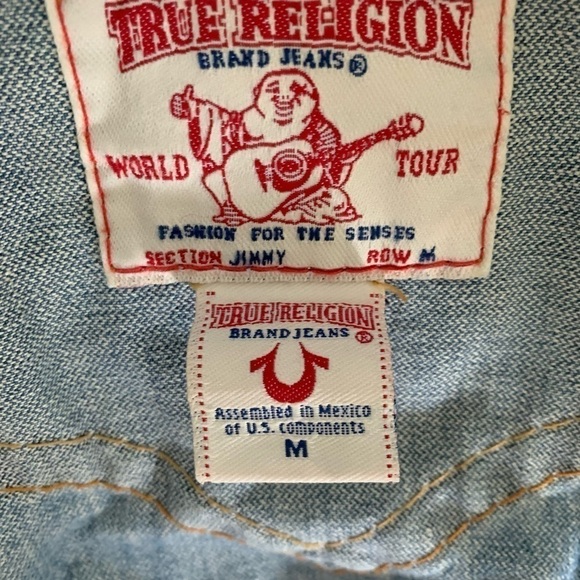 TRUE RELIGION
BRAND JEANS®
WORLD TOUR
FASHION FOR THE SENSES
SECTION JIMMY ROW M
TRUE RELIGION
BRAND JEANS ®
Assembled in Mexico
of U.S. components
M